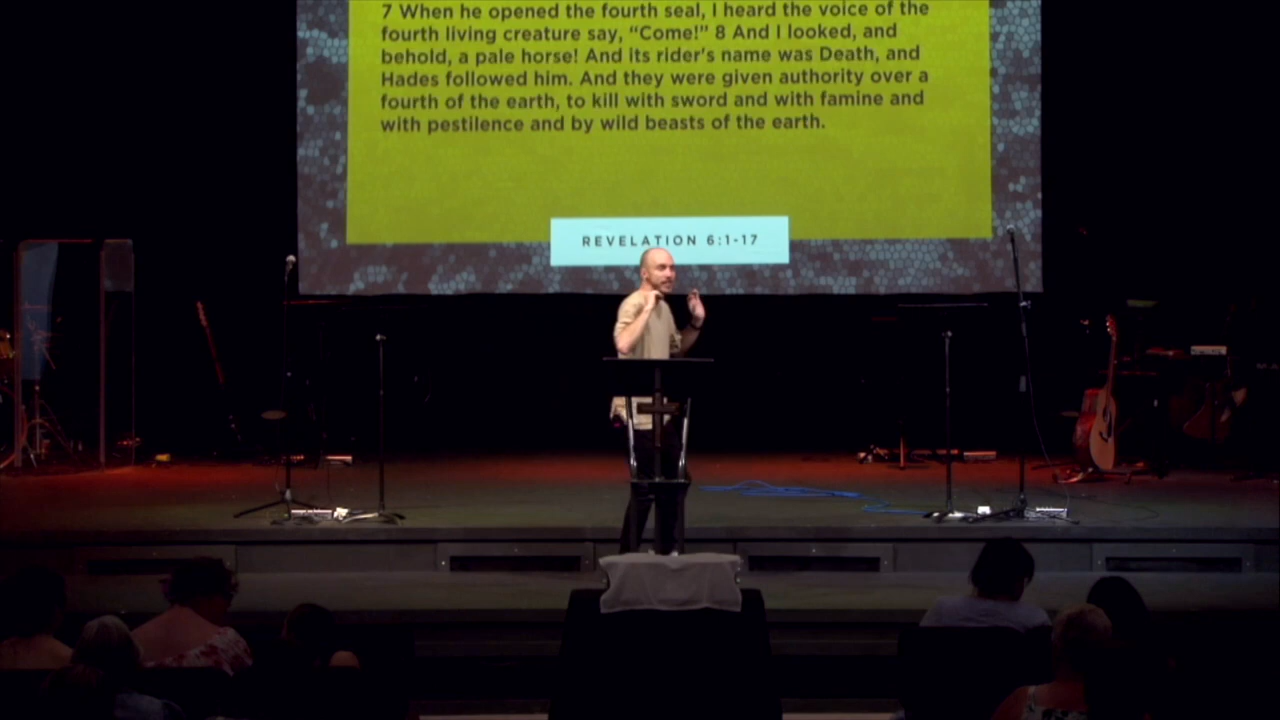 7 When he opened the fourth seal, I heard the voice of the
fourth living creature say, “Come!” 8 And I looked, and
behold, a pale horse! And its rider's name was Death, and
Hades followed him. And they were given authority over a
fourth of the earth, to kill with sword and with famine and
with pestilence and by wild beasts of the earth.
REVELATION 6:1-17